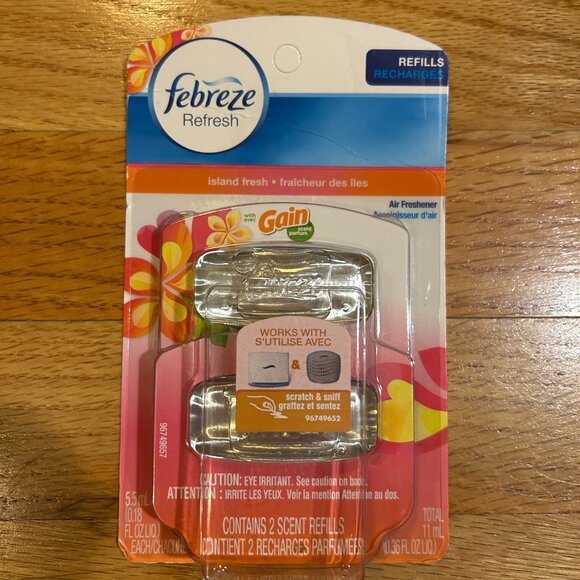 REFILLS
RECHARGES
febreze
Refresh
island fresh • fraîcheur des îles
Air Freshener
Assainisseur d'air
with
avec
Gain
scent
parfum
febreze
WORKS WITH
S'UTILISE AVEC
&
scratch & sniff
grattez et sentez
96749652
96749657
CAUTION: EYE IRRITANT. See caution on back.
ATTENTION : IRRITE LES YEUX. Voir la mention Attention au dos.
5.5 mL
(0.18
FL OZ LIQ.)
EACH/CHACUNE
CONTAINS 2 SCENT REFILLS
CONTIENT 2 RECHARGES PARFUMÉES
TOTAL
11 mL
(0.36 FL OZ LIQ.)